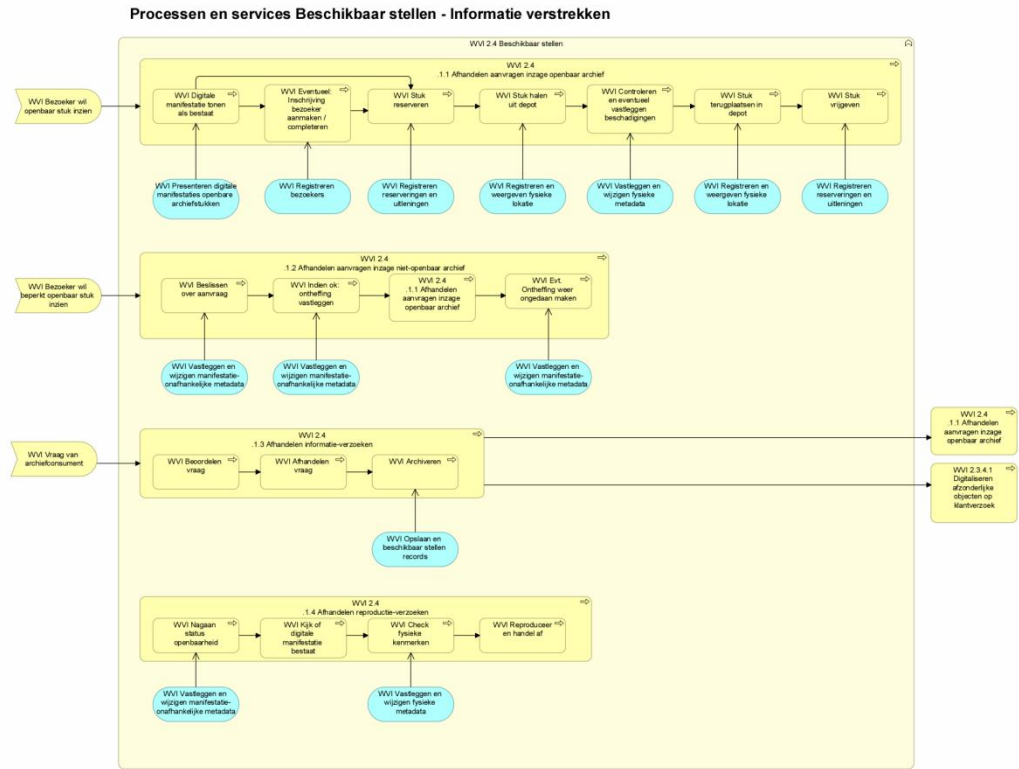 Processen en services Beschikbaar stellen - Informatie verstrekken
WVI 2.4 Beschikbaar stellen
WVI 2.4
.1.1 Afhandelen aanvragen inzage openbaar archief
WVI Bezoeker wil
openbaar stuk inzien
WVI Digitale
manifestatie tonen
als bestaat
WVI Eventueel:
Inschrijving
bezoeker
aanmaken /
completeren
WVI Stuk
reserveren
WVI Stuk halen
uit depot
WVI Controleren
en eventueel
vastleggen
beschadigingen
WVI Stuk
terugplaatsen in
depot
WVI Stuk
vrijgeven
WVI Presenteren digitale
manifestaties openbare
archiefstukken
WVI Registreren
bezoekers
WVI Registreren
reserveringen en
uitleningen
WVI Registreren en
weergeven fysieke
lokatie
WVI Vastleggen en
wijzigen fysieke
metadata
WVI Registreren en
weergeven fysieke
lokatie
WVI Registreren
reserveringen en
uitleningen
WVI 2.4
.1.2 Afhandelen aanvragen inzage niet-openbaar archief
WVI Bezoeker wil
beperkt openbaar stuk
inzien
WVI Beslissen
over aanvraag
WVI Inden ok:
ontheffing
vastleggen
WVI 2.4
.1.1 Afhandelen
aanvragen inzage
openbaar archief
WVI Evt.
Ontheffing weer
ongedaan maken
WVI Vastleggen en
wijzigen manifestatie-
onafhankelijke metadata
WVI Vastleggen en
wijzigen manifestatie-
onafhankelijke metadata
WVI Vastleggen en
wijzigen manifestatie-
onafhankelijke metadata
WVI 2.4
.1.3 Afhandelen informatie-verzoeken
WVI Vraag van
archiefconsument
WVI Beoordelen
vraag
WVI Afhandelen
vraag
WVI Archiveren
WVI 2.4
.1.1 Afhandelen
aanvragen inzage
openbaar archief
WVI 2.3.4.1
Digitaliseren
afzonderlijke
objecten op
klantverzoek
WVI Opslaan en
beschikbaar stellen
records
WVI 2.4
.1.4 Afhandelen reproductie-verzoeken
WVI Nagaan
status
openbaarheid
WVI Kijk of
digitale
manifestatie
bestaat
WVI Check
fysieke
kenmerken
WVI Reproduceer
en handel af
WVI Vastleggen en
wijzigen manifestatie-
onafhankelijke metadata
WVI Vastleggen en
wijzigen fysieke
metadata